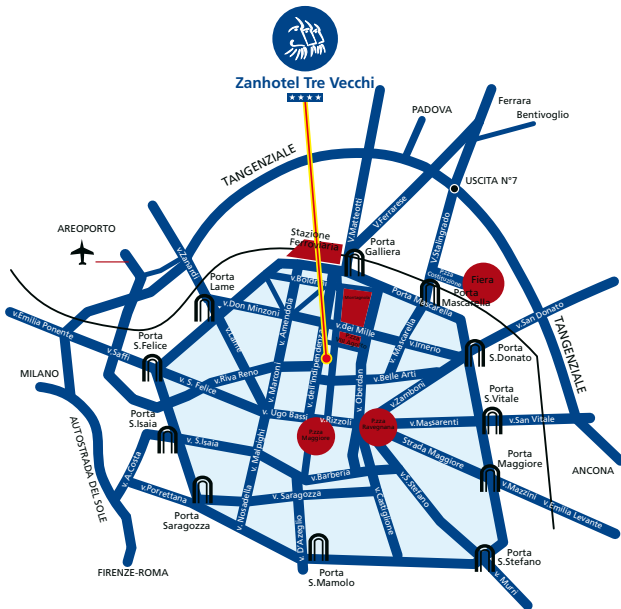 Zanhotel Tre Vecchi
Ferrara
Bentivoglio
PADOVA
TANGENZIALE
USCITA N°7
V.Matteotti
V.Ferrarese
V.Stalingrado
AREOPORTO
Stazione
Ferroviaria
Porta
Galliera
v.Zanardi
Porta
Lame
P.zza
Costituzione
Fiera
Porta
Mascarella
Porta Mascarella
v.Don Minzoni
v.Amendola
v.dei Mille
v.Irnerio
v.Mascarella
v.San Donato
TANGENZIALE
v.Emilia Ponente
v.Saffi
Porta
S.Felice
v.Lame
v.Marconi
v.dell'indipendenza
v. Oberdan
Porta
S.Donato
MILANO
v. S. Felice
v.Riva Reno
v.Belle Arti
v.Zamboni
Porta
S.Vitale
v. Ugo Bassi
v.Rizzoli
P.zza
Maggiore
P.zza
Ravegnana
v.Massarenti
v.San Vitale
Porta
S.Isaia
v. S.Isaia
v. Malpighi
Strada Maggiore
Porta
Maggiore
ANCONA
AUTOSTRADA DEL SOLE
v. A Costa
v.Porrettana
v.Barberia
v. Saragozza
v. Nosadella
v.Castiglione
v.S.Stefano
v.Mazzini
v.Emilia Levante
Porta
Saragozza
v. D'Azeglio
Porta
S.Mamolo
Porta
S.Stefano
v. Murri
FIRENZE-ROMA